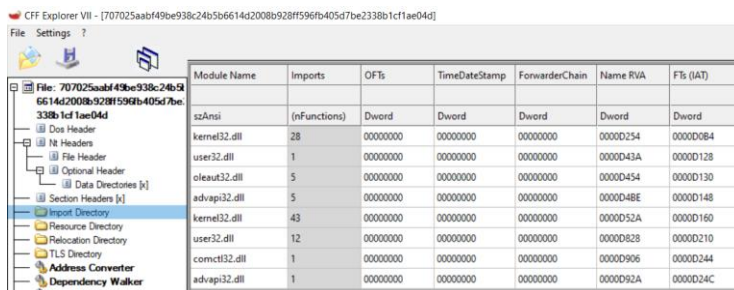 CFF Explorer VII - [707025aabf49be938c24b5b6614d2008b928ff596fb405d7be2338b1cf1ae04d]
File Settings ?
File: 707025aabf49be938c24b5b
6614d2008b928ff596fb405d7be2
338b1cf1ae04d
Dos Header
Nt Headers
File Header
Optional Header
Data Directories [x]
Section Headers [x]
Import Directory
Resource Directory
Relocation Directory
TLS Directory
Address Converter
Dependency Walker
Module Name Imports OFTs TimeDateStamp ForwarderChain Name RVA FTs (IAT)
szAnsi (nFunctions) Dword Dword Dword Dword Dword
kernel32.dll 28 00000000 00000000 00000000 0000D254 0000D0B4
user32.dll 1 00000000 00000000 00000000 0000D43A 0000D128
oleaut32.dll 5 00000000 00000000 00000000 0000D454 0000D130
advapi32.dll 5 00000000 00000000 00000000 0000D4BE 0000D148
kernel32.dll 43 00000000 00000000 00000000 0000D52A 0000D160
user32.dll 12 00000000 00000000 00000000 0000D828 0000D210
comctl32.dll 1 00000000 00000000 00000000 0000D906 0000D244
advapi32.dll 1 00000000 00000000 00000000 0000D92A 0000D24C